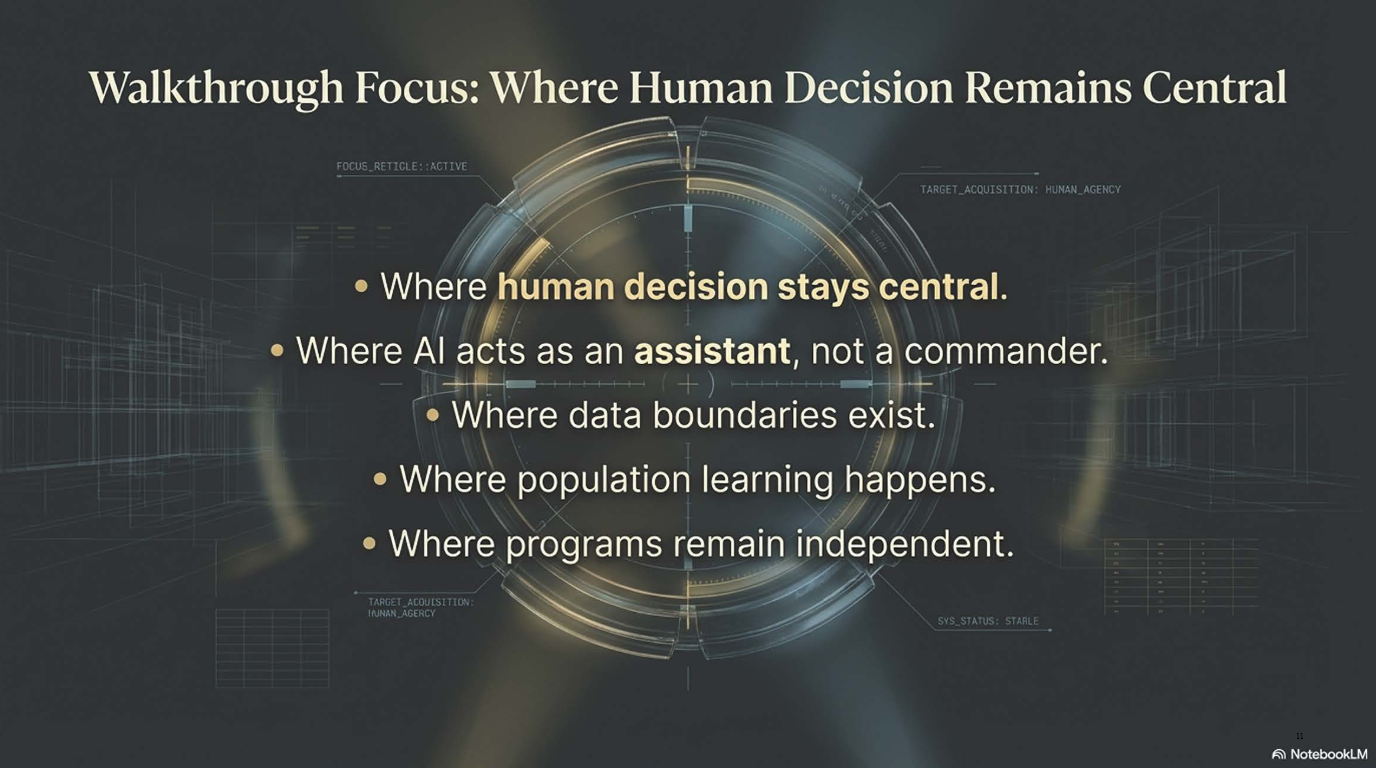 Walkthrough Focus: Where Human Decision Remains Central
FOCUS_RETICLE::ACTIVE
TARGET_ACQUISITION: HUMAN_AGENCY
• Where human decision stays central.
• Where AI acts as an assistant, not a commander.
• Where data boundaries exist.
• Where population learning happens.
• Where programs remain independent.
TARGET_ACQUISITION:
HUMAN_AGENCY
SYS_STATUS: STABLE
11
NotebookLM